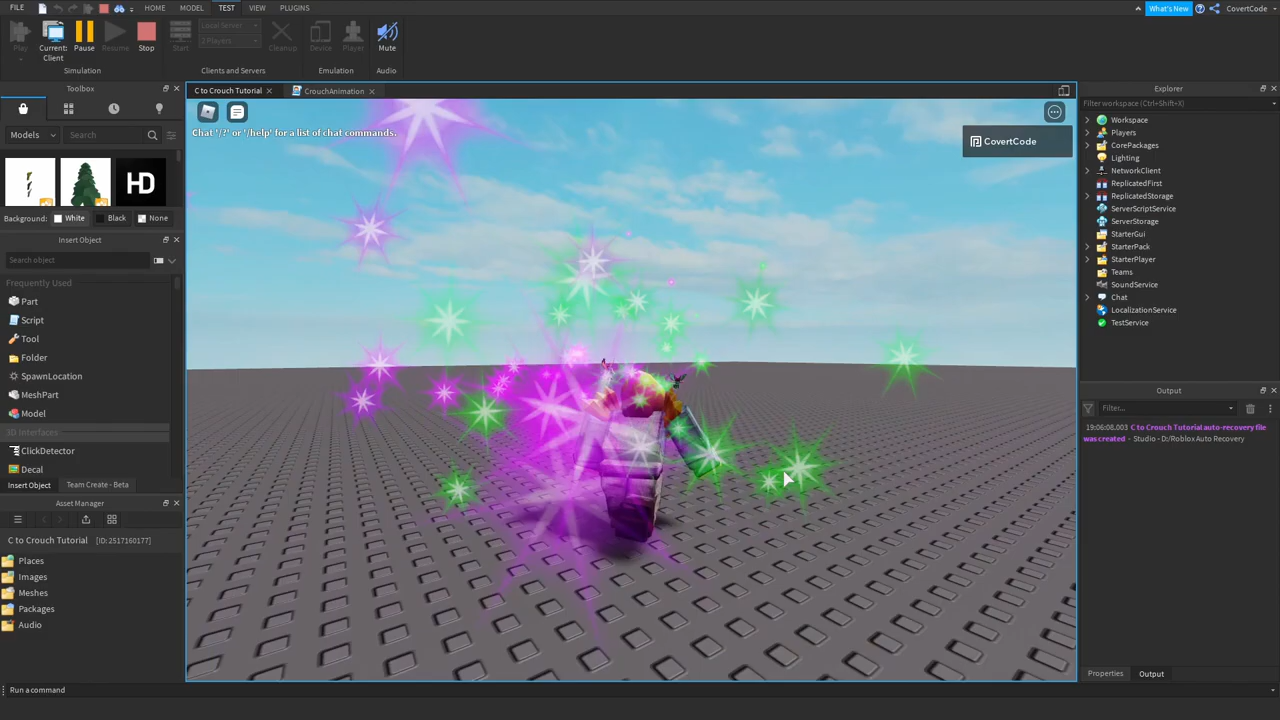 FILE HOME MODEL TEST VIEW PLUGINS What's New CovertCode
Play Current: Client Pause Resume Stop Start Local Server 2 Players Cleanup Device Player Mute
Simulation Clients and Servers Emulation Audio
Toolbox
Models Search
HD
Background: White Black None
Insert Object
Search object
Frequently Used
Part
Script
Tool
Folder
SpawnLocation
MeshPart
Model
3D Interfaces
ClickDetector
Decal
Insert Object Team Create - Beta
Asset Manager
C to Crouch Tutorial [ID:2517160177]
Places
Images
Meshes
Packages
Audio
Run a command
C to Crouch Tutorial CrouchAnimation
Chat '/?' or '/help' for a list of chat commands.
CovertCode
Explorer
Filter workspace (Ctrl+Shift+X)
Workspace
Players
CorePackages
Lighting
NetworkClient
ReplicatedFirst
ReplicatedStorage
ServerScriptService
ServerStorage
StarterGui
StarterPack
StarterPlayer
Teams
SoundService
Chat
LocalizationService
TestService
Output
Filter...
19:06:08.003 C to Crouch Tutorial auto-recovery file
was created - Studio - D:/Roblox Auto Recovery
Properties Output